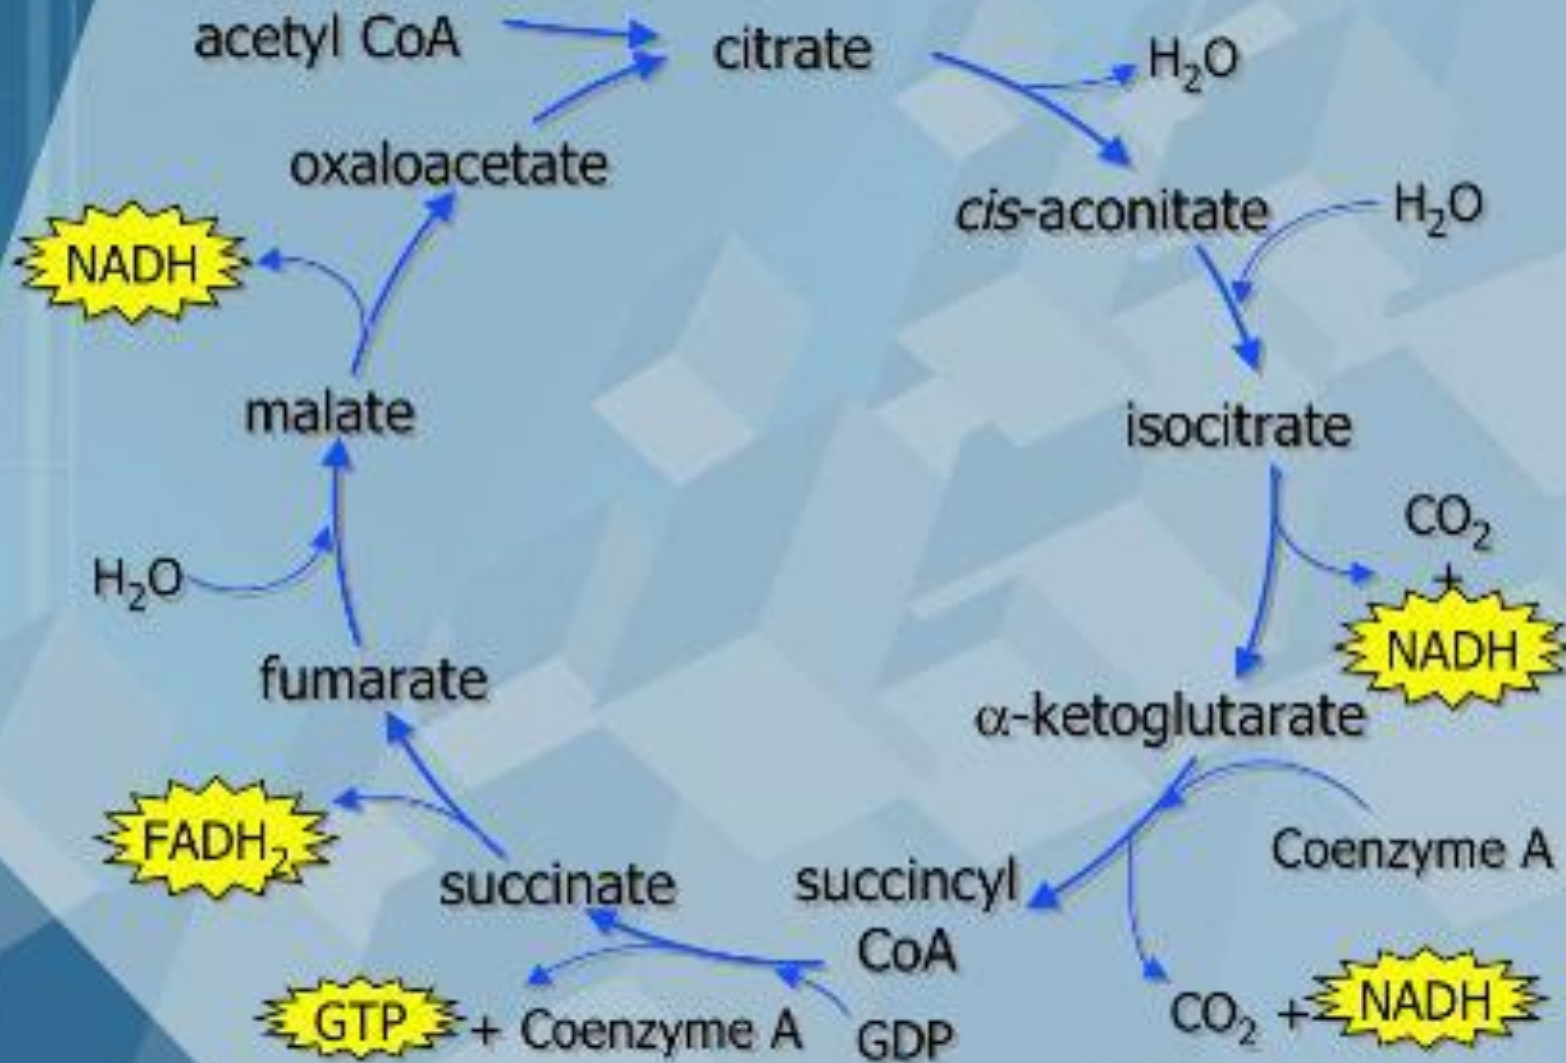 acetyl CoA
citrate
H₂O
oxaloacetate
cis-aconitate
H₂O
NADH
malate
isocitrate
CO₂
+
NADH
H₂O
fumarate
α-ketoglutarate
FADH₂
succinate
succincyl
CoA
Coenzyme A
GTP + Coenzyme A
GDP
CO₂ + NADH